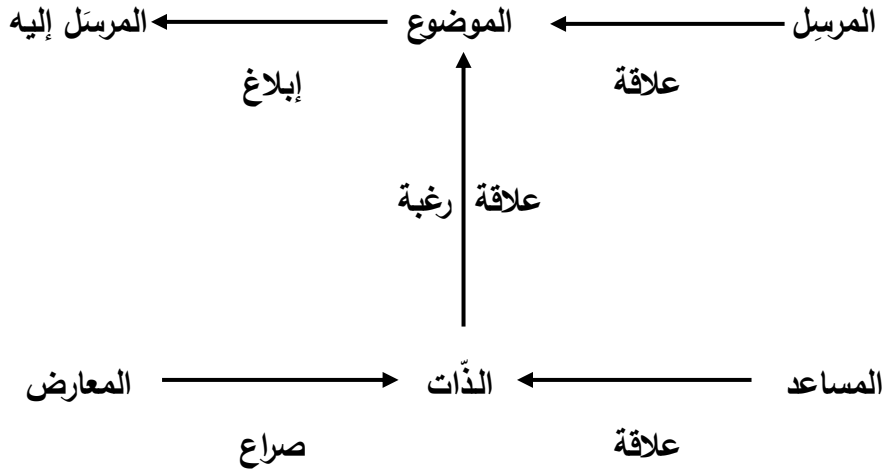 المرسِل الموضوع المرسَل إليه
علاقة إبلاغ
علاقة رغبة
المساعد الذّات المعارض
علاقة صراع